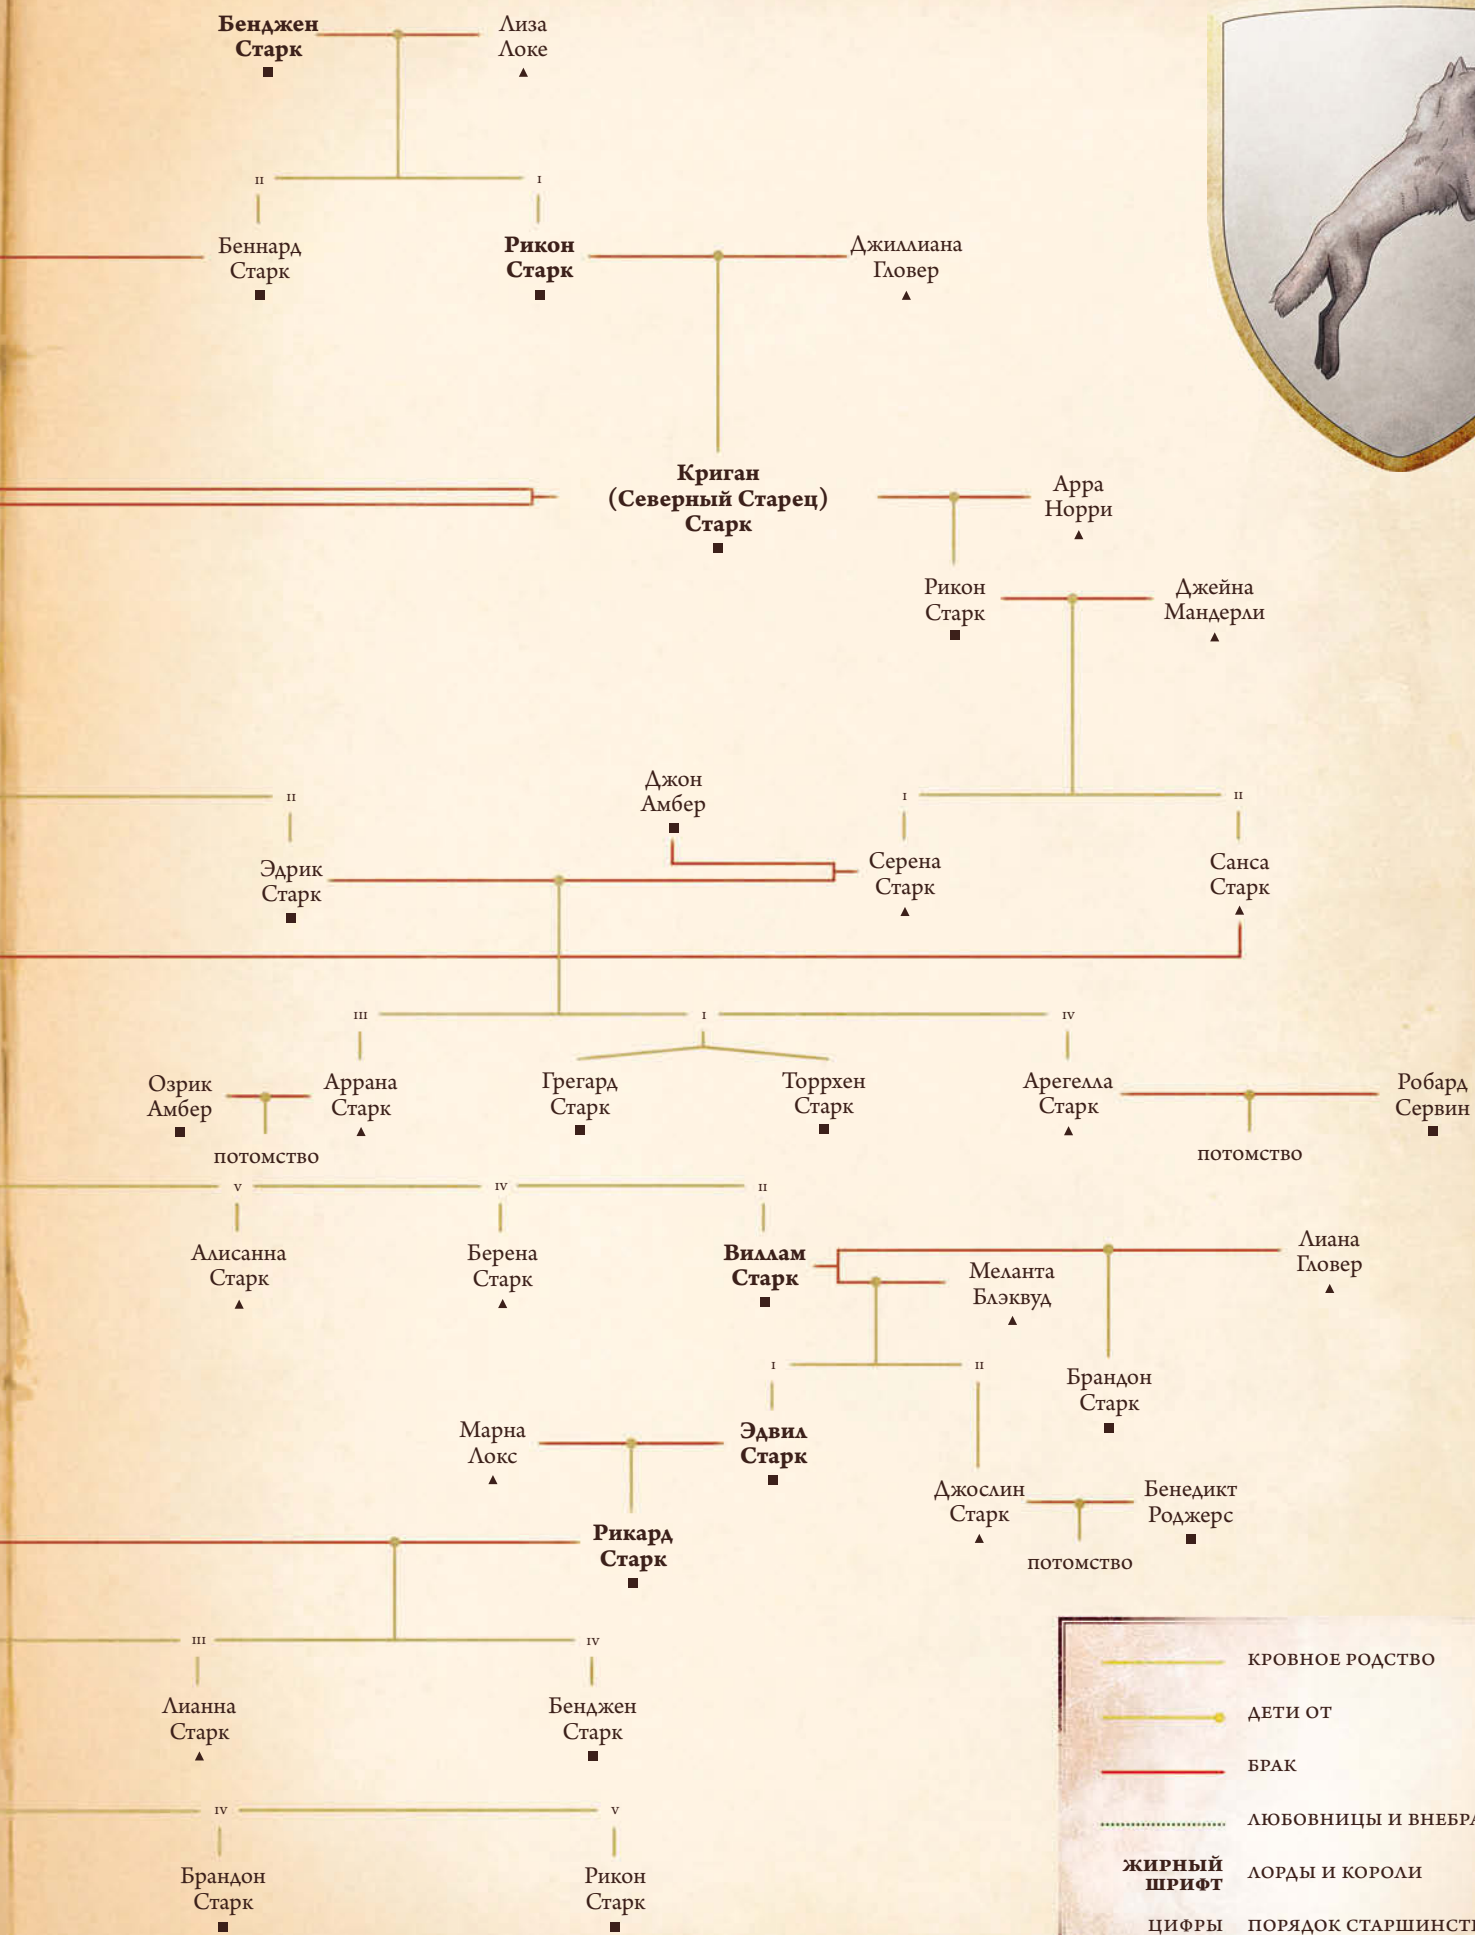 Бенджен
Старк
Лиза
Локе
II
I
Беннард
Старк
Рикон
Старк
Джиллиана
Гловер
Криган
(Северный Старец)
Старк
Арра
Норри
Рикон
Старк
Джейна
Мандерли
Джон
Амбер
II
I
II
Эдрик
Старк
Серена
Старк
Санса
Старк
III
I
IV
Озрик
Амбер
Аррана
Старк
Грегард
Старк
Торрхен
Старк
Арегелла
Старк
Робард
Сервин
потомство
потомство
V
IV
II
Алисанна
Старк
Берена
Старк
Виллам
Старк
Меланта
Блэквуд
Лиана
Гловер
I
II
Брандон
Старк
Марна
Локс
Эдвил
Старк
Джослин
Старк
Бенедикт
Роджерс
потомство
Рикард
Старк
III
IV
Лианна
Старк
Бенджен
Старк
IV
V
Брандон
Старк
Рикон
Старк
КРОВНОЕ РОДСТВО
ДЕТИ ОТ
БРАК
ЛЮБОВНИЦЫ И ВНЕБРА
ЖИРНЫЙ
ШРИФТ
ЛОРДЫ И КОРОЛИ
ЦИФРЫ ПОРЯДОК СТАРШИНСТ